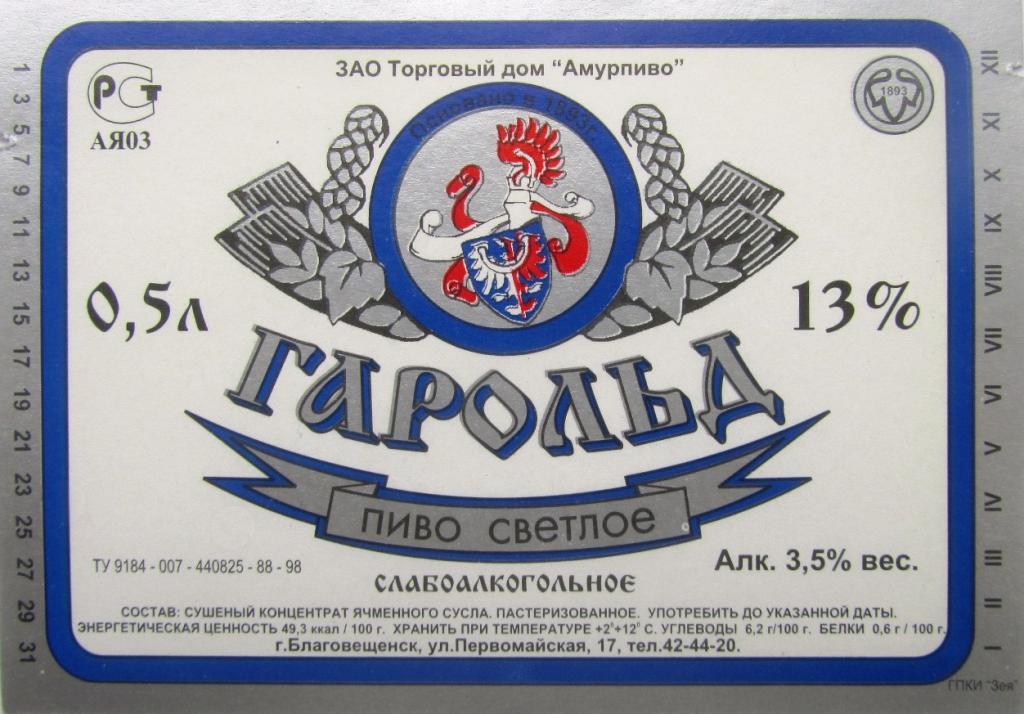 ЗАО Торговый дом "Амурпиво"
РСТ
АЯ03
Основано в 1893г.
1893
0,5л
13%
ГАРОЛЬД
ПИВО СВЕТЛОЕ
ТУ 9184 - 007 - 440825 - 88 - 98
Алк. 3,5% вес.
СЛАБОАЛКОГОЛЬНОЕ
СОСТАВ: СУШЕНЫЙ КОНЦЕНТРАТ ЯЧМЕННОГО СУСЛА. ПАСТЕРИЗОВАННОЕ. УПОТРЕБИТЬ ДО УКАЗАННОЙ ДАТЫ.
ЭНЕРГЕТИЧЕСКАЯ ЦЕННОСТЬ 49,3 ккал / 100 г. ХРАНИТЬ ПРИ ТЕМПЕРАТУРЕ +2°+12° С. УГЛЕВОДЫ 6,2 г/100 г. БЕЛКИ 0,6 г / 100 г.
г.Благовещенск, ул.Первомайская, 17, тел.42-44-20.
ГПКИ "Зея"
1 3 5 7 9 11 13 15 17 19 21 23 25 27 29 31
I II III IV V VI VII VIII XI X IX XII